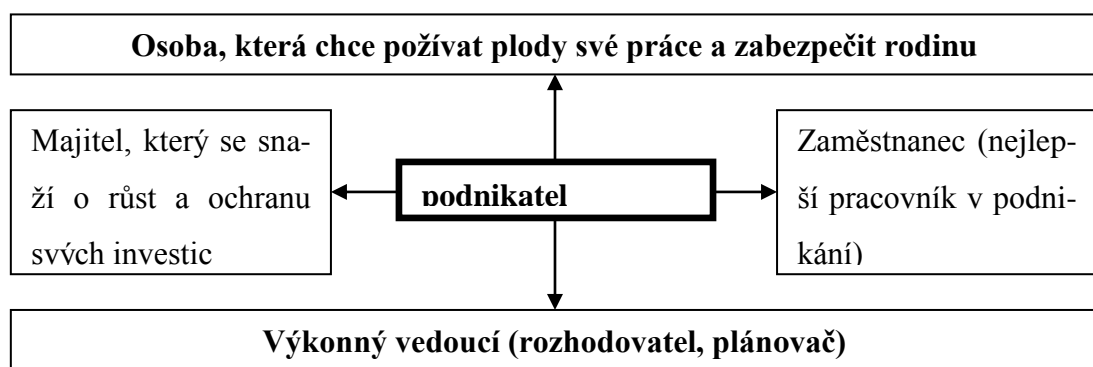 Osoba, která chce požívat plody své práce a zabezpečit rodinu
Majitel, který se sna-
ží o růst a ochranu
svých investic
podnikatel
Zaměstnanec (nejlep-
ší pracovník v podni-
kání)
Výkonný vedoucí (rozhodovatel, plánovač)